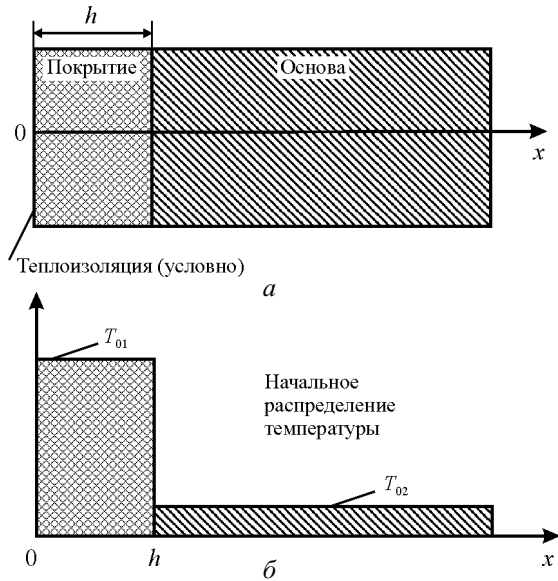 h
Покрытие
Основа
0
x
Теплоизоляция (условно)
а
T01
Начальное
распределение
температуры
T02
0
h
x
б